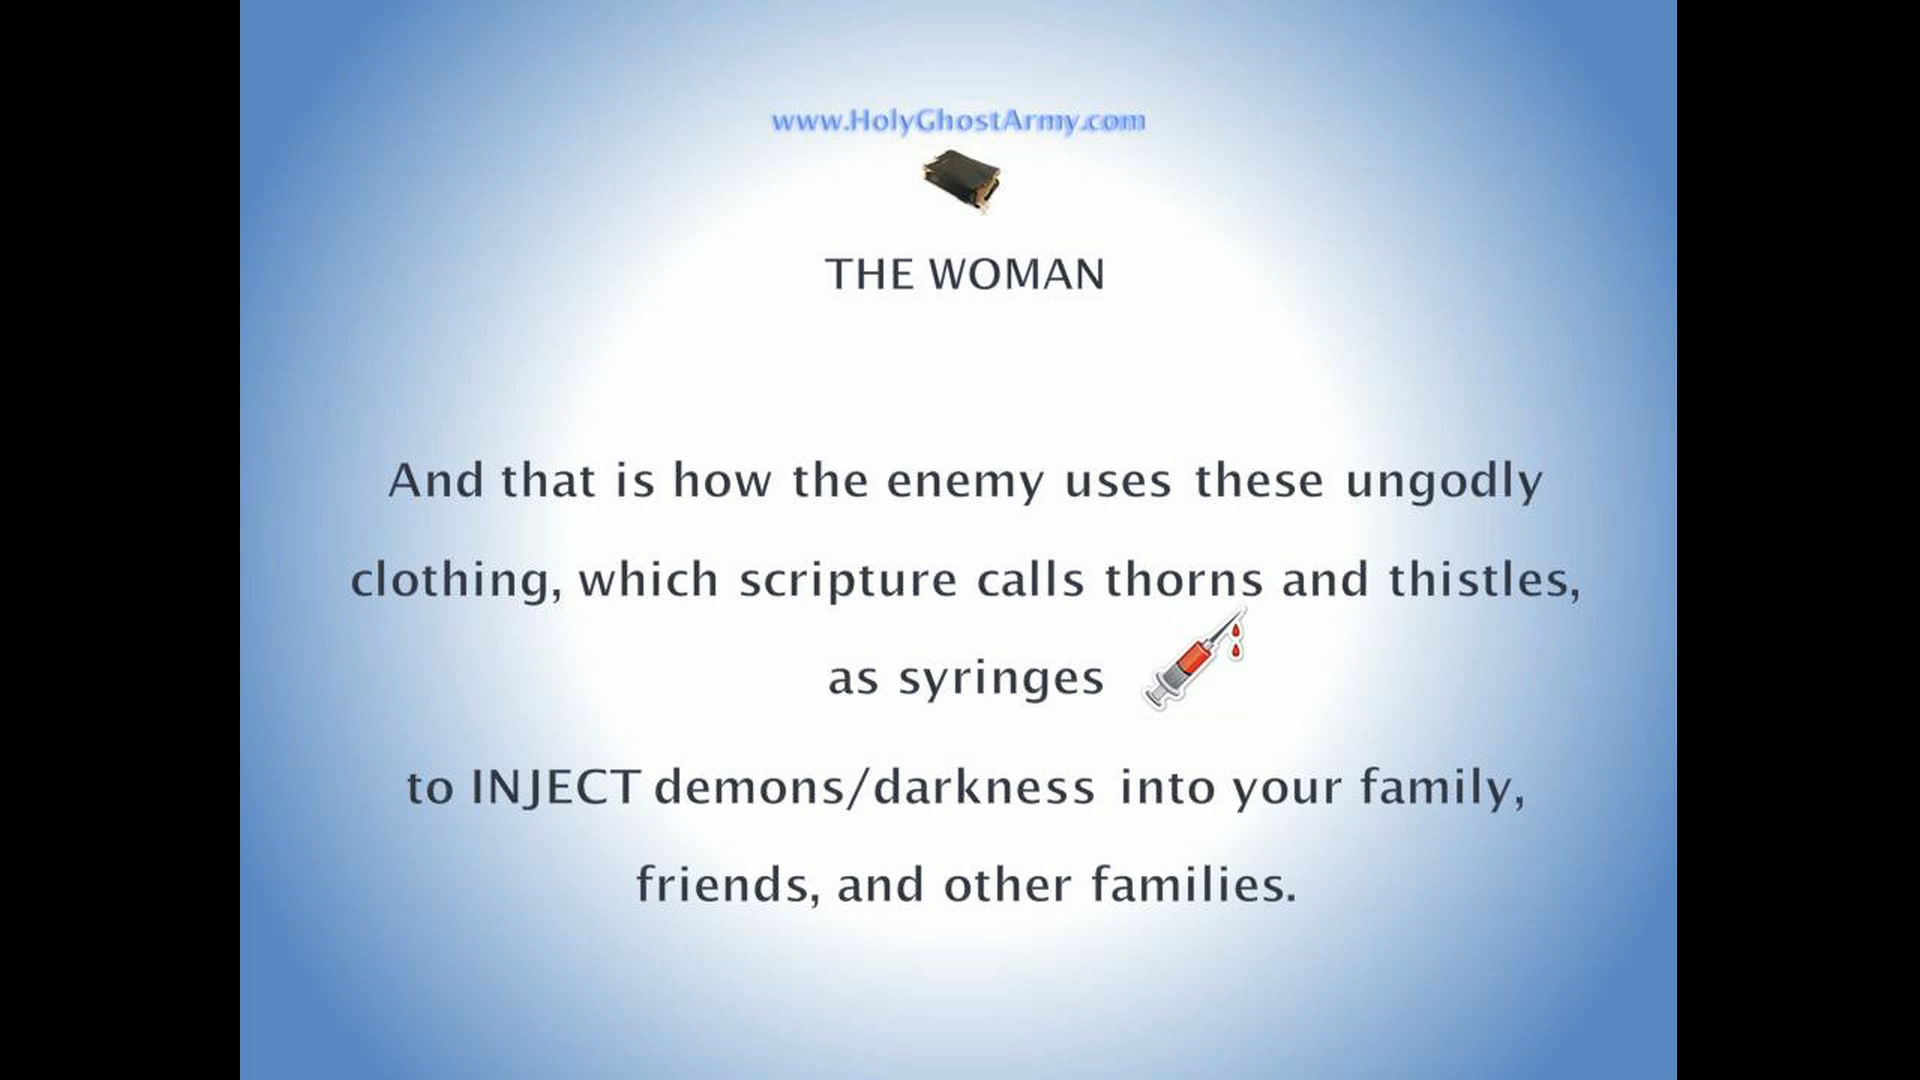 www.HolyGhostArmy.com
THE WOMAN
And that is how the enemy uses these ungodly
clothing, which scripture calls thorns and thistles,
as syringes
to INJECT demons/darkness into your family,
friends, and other families.